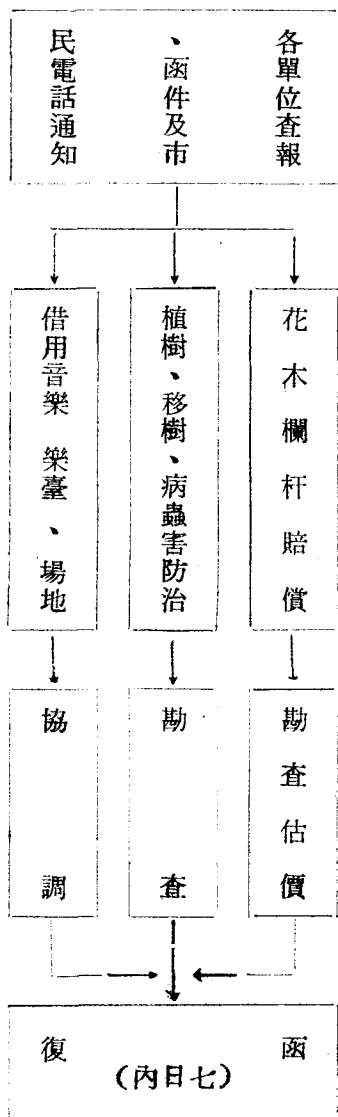 各單位查報
、函件及市
民電話通知
花木欄杆賠償
植樹、移樹、病蟲害防治
借用音樂 樂臺、場地
勘查估價
勘查
協調
函
(七日內)
復